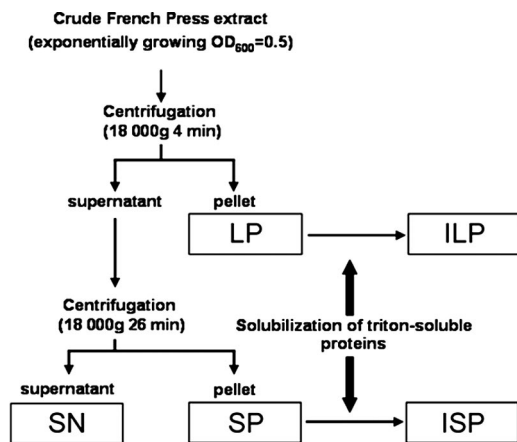 Crude French Press extract
(exponentially growing OD600=0.5)
Centrifugation
(18 000g 4 min)
supernatant
pellet
LP
ILP
Centrifugation
(18 000g 26 min)
Solubilization of triton-soluble
proteins
supernatant
pellet
SN
SP
ISP